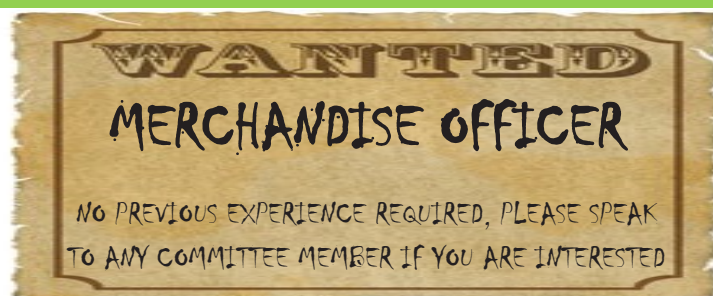 WANTED
MERCHANDISE OFFICER
NO PREVIOUS EXPERIENCE REQUIRED, PLEASE SPEAK
TO ANY COMMITTEE MEMBER IF YOU ARE INTERESTED